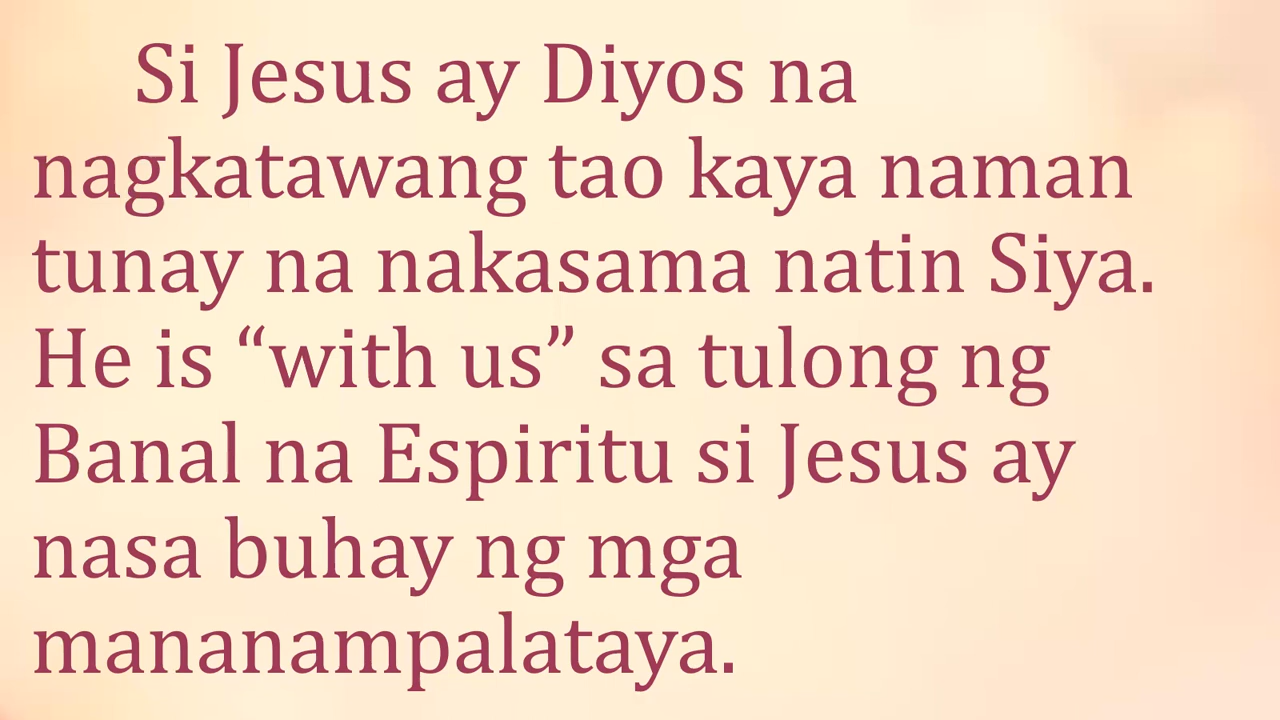 Si Jesus ay Diyos na
nagkatawang tao kaya naman
tunay na nakasama natin Siya.
He is “with us” sa tulong ng
Banal na Espiritu si Jesus ay
nasa buhay ng mga
mananampalataya.